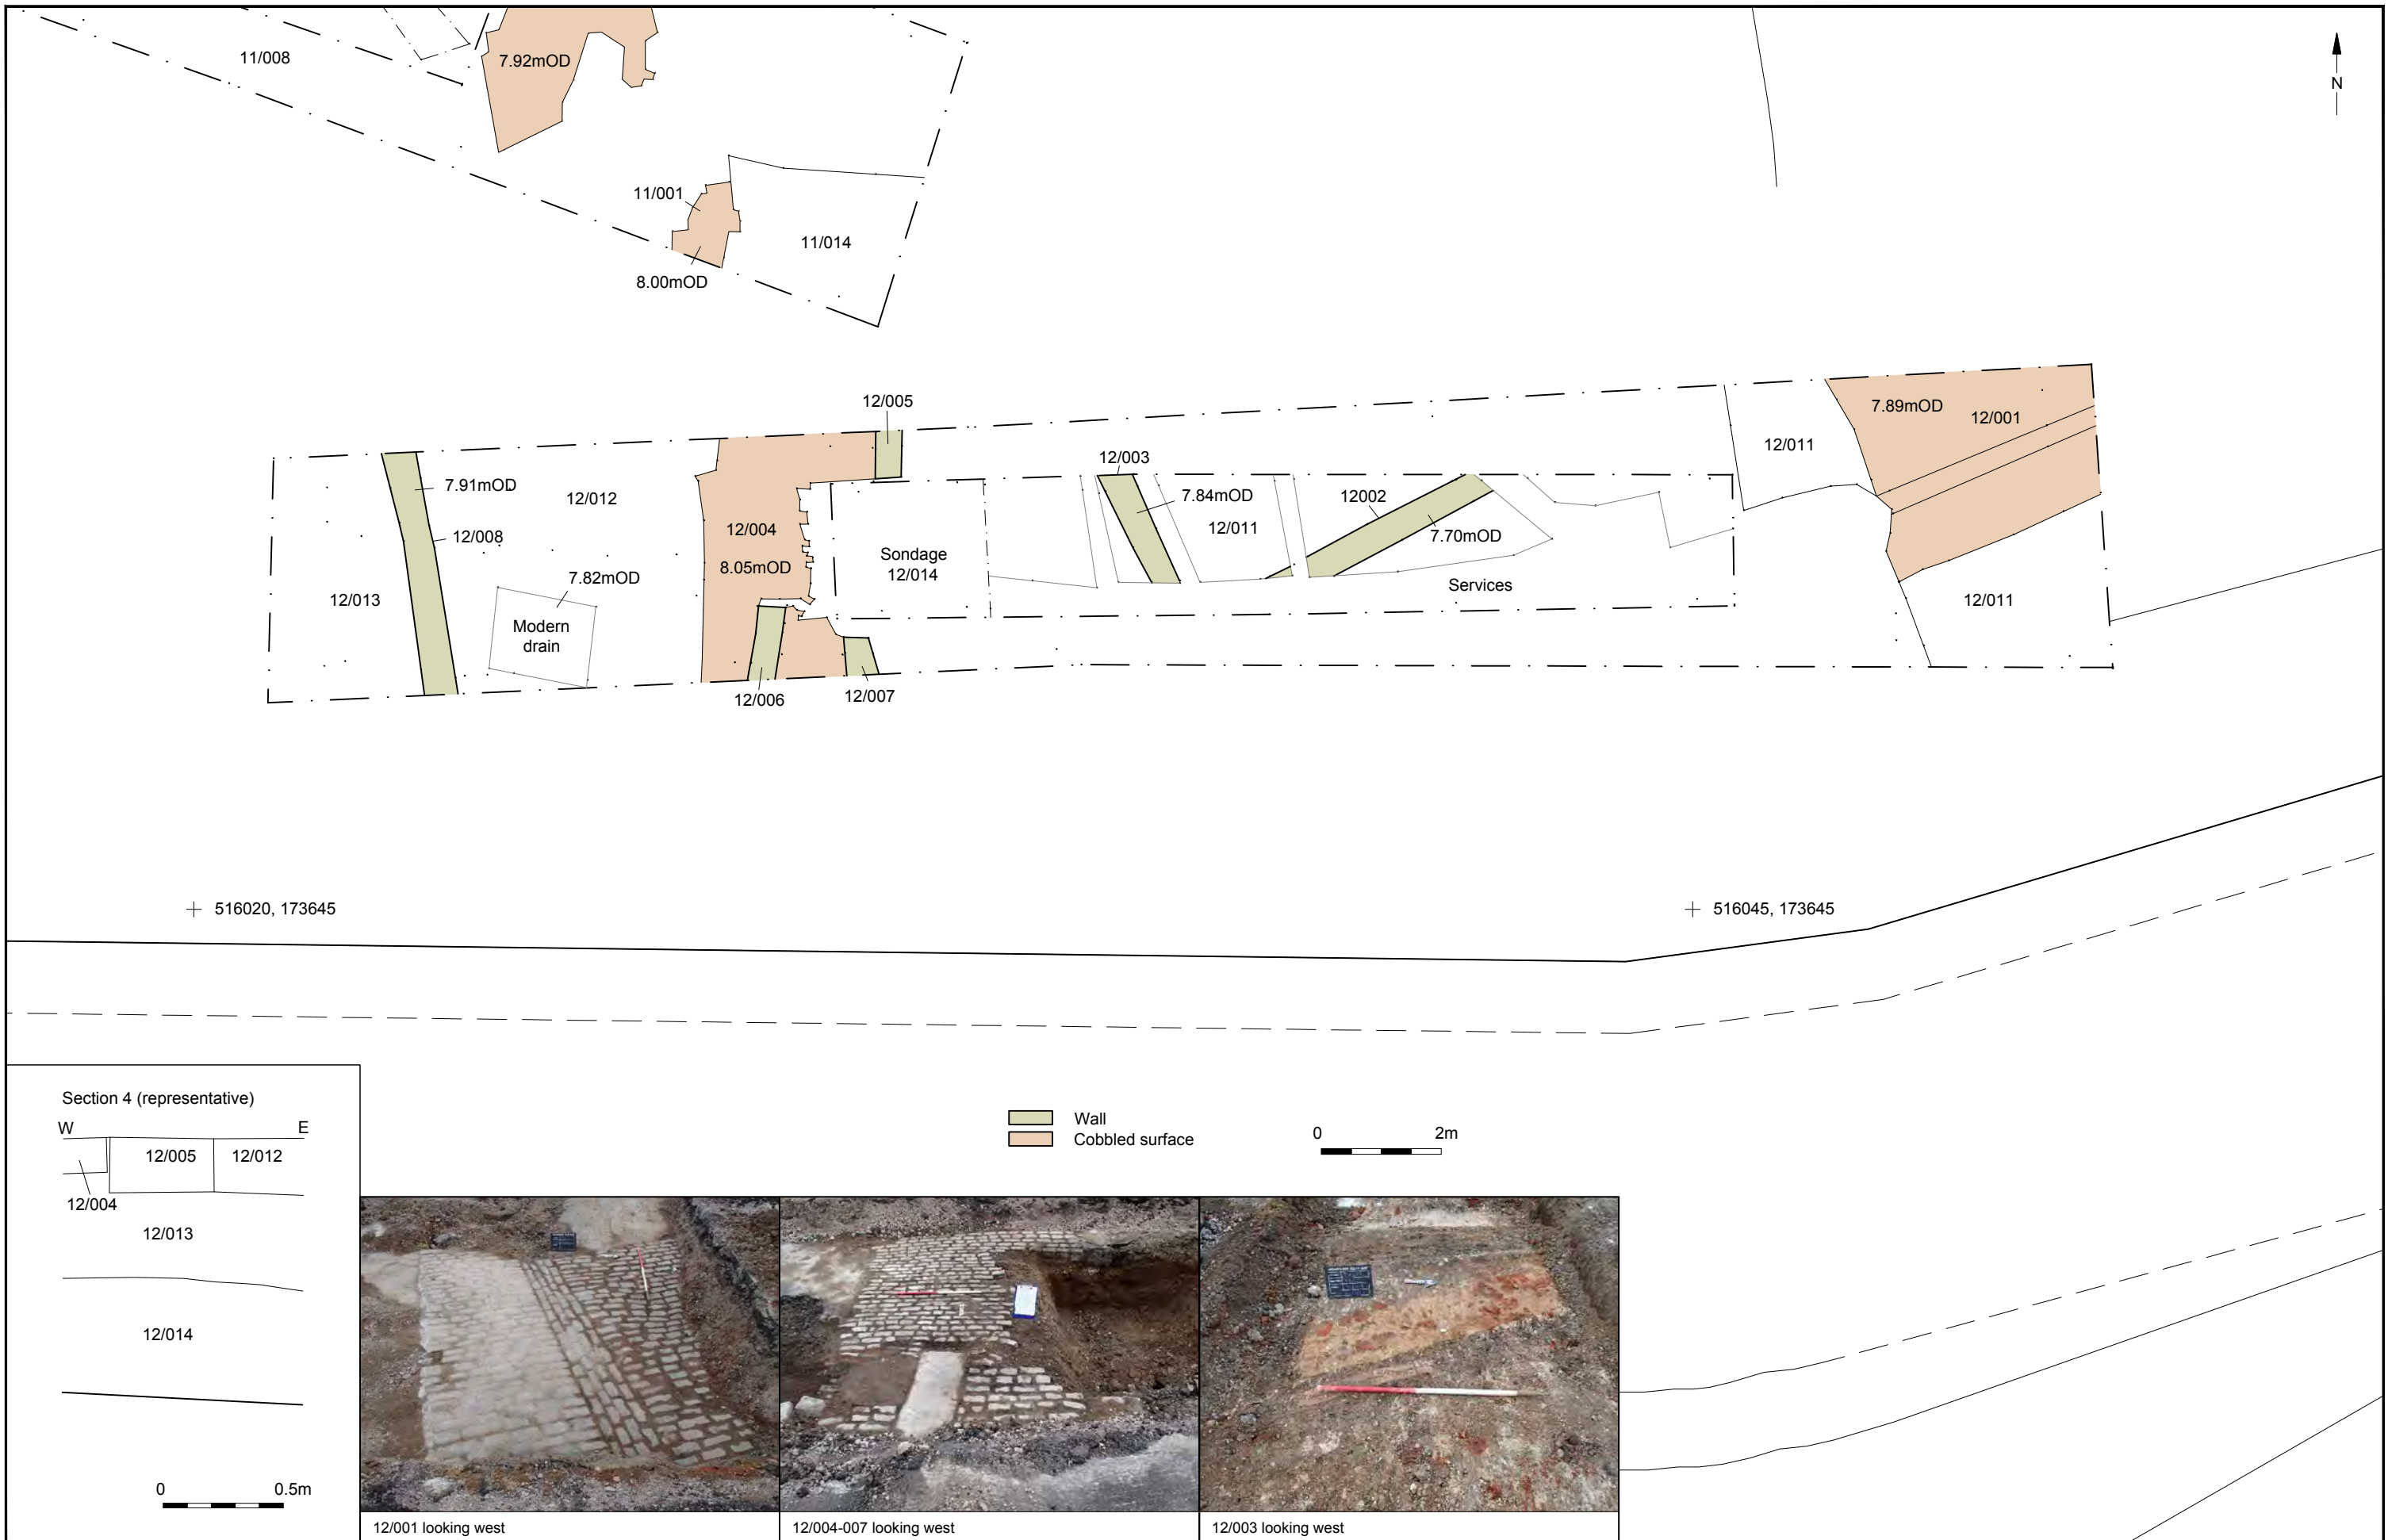 11/008
7.92mOD
N
11/001
11/014
8.00mOD
12/005
7.89mOD
12/001
12/011
12/003
7.91mOD
12/012
7.84mOD
12002
12/004
12/011
12/008
7.70mOD
Sondage
12/014
8.05mOD
7.82mOD
Services
12/013
12/011
Modern
drain
12/006
12/007
516020, 173645
516045, 173645
Section 4 (representative)
W
E
12/005
12/012
12/004
12/013
12/014
0
0.5m
Wall
Cobbled surface
0
2m
12/001 looking west
12/004-007 looking west
12/003 looking west